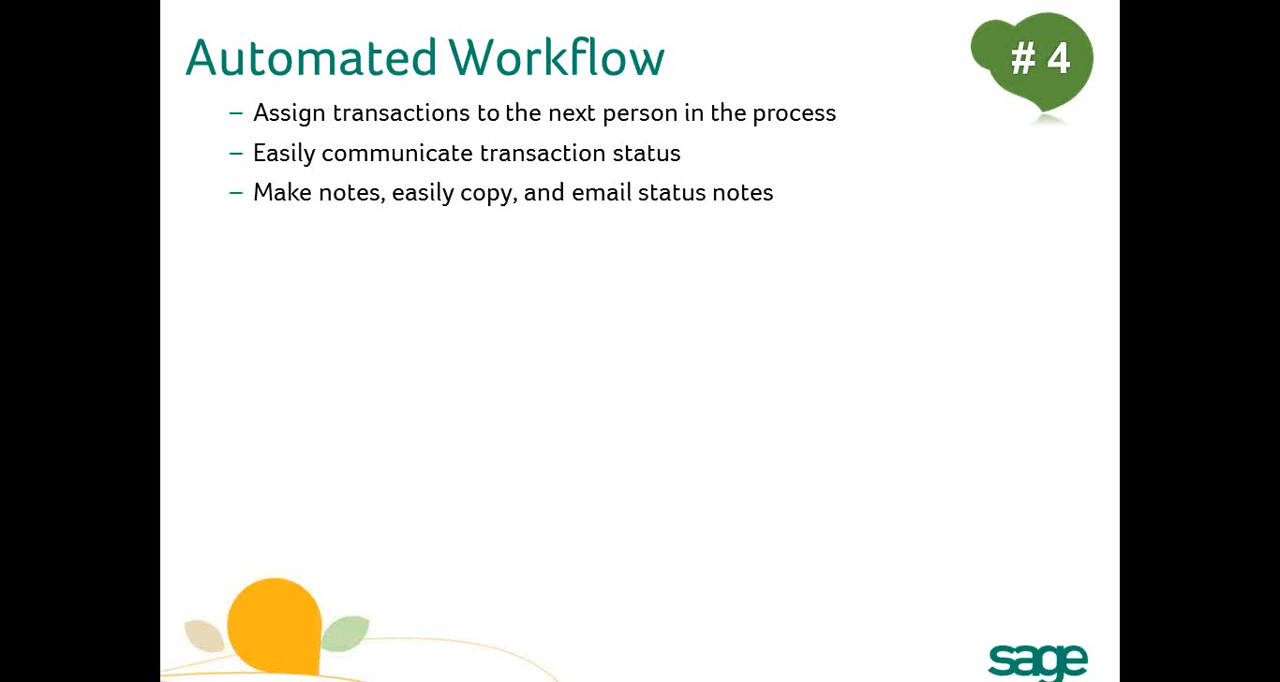 Automated Workflow
# 4
– Assign transactions to the next person in the process
– Easily communicate transaction status
– Make notes, easily copy, and email status notes
sage